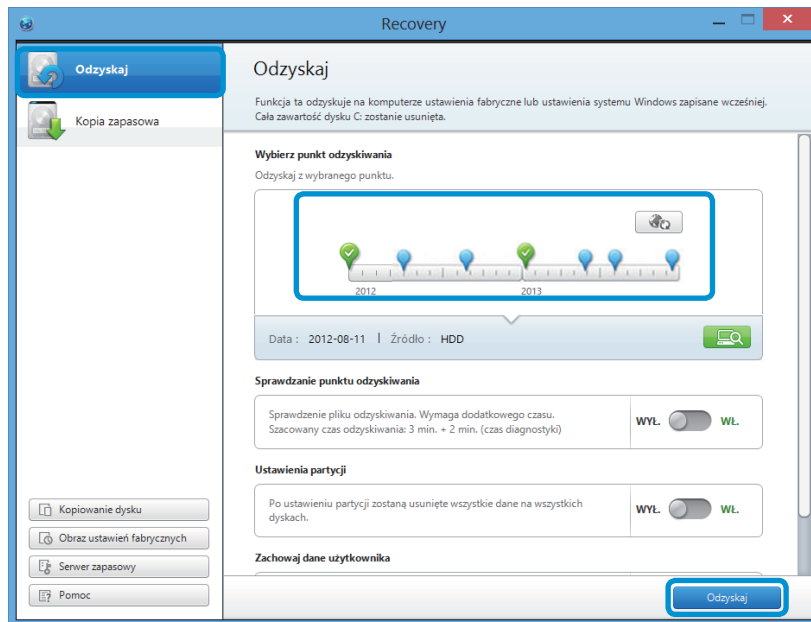 Recovery
Odzyskaj
Kopia zapasowa
Kopiowanie dysku
Obraz ustawień fabrycznych
Serwer zapasowy
Pomoc
Odzyskaj
Funkcja ta odzyskuje na komputerze ustawienia fabryczne lub ustawienia systemu Windows zapisane wcześniej.
Cała zawartość dysku C: zostanie usunięta.
Wybierz punkt odzyskiwania
Odzyskaj z wybranego punktu.
2012 2013
Data : 2012-08-11 | Źródło : HDD
Sprawdzanie punktu odzyskiwania
Sprawdzenie pliku odzyskiwania. Wymaga dodatkowego czasu.
Szacowany czas odzyskiwania: 3 min. + 2 min. (czas diagnostyki)
WYŁ. WŁ.
Ustawienia partycji
Po ustawieniu partycji zostaną usunięte wszystkie dane na wszystkich
dyskach.
WYŁ. WŁ.
Zachowaj dane użytkownika
Odzyskaj